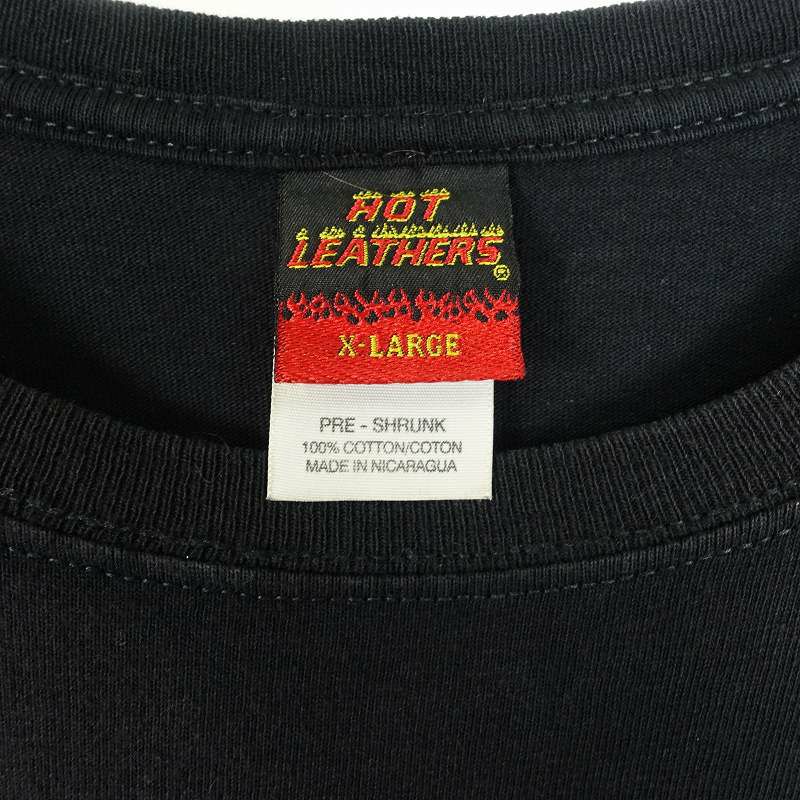 HOT
LEATHERS®
X-LARGE
PRE - SHRUNK
100% COTTON/COTON
MADE IN NICARAGUA